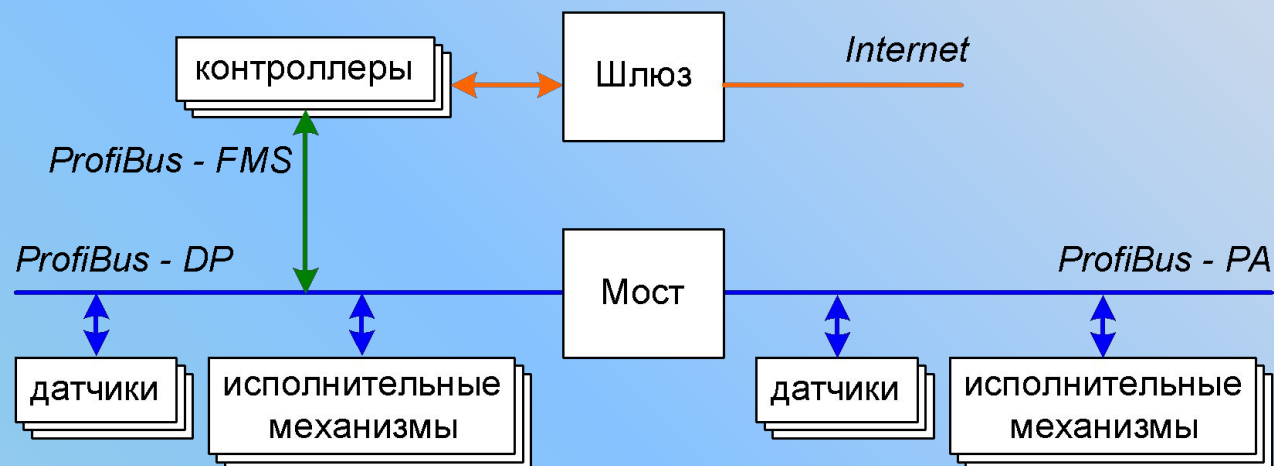 контроллеры
Шлюз
Internet
ProfiBus - FMS
ProfiBus - DP
Мост
ProfiBus - PA
датчики
исполнительные
механизмы
датчики
исполнительные
механизмы